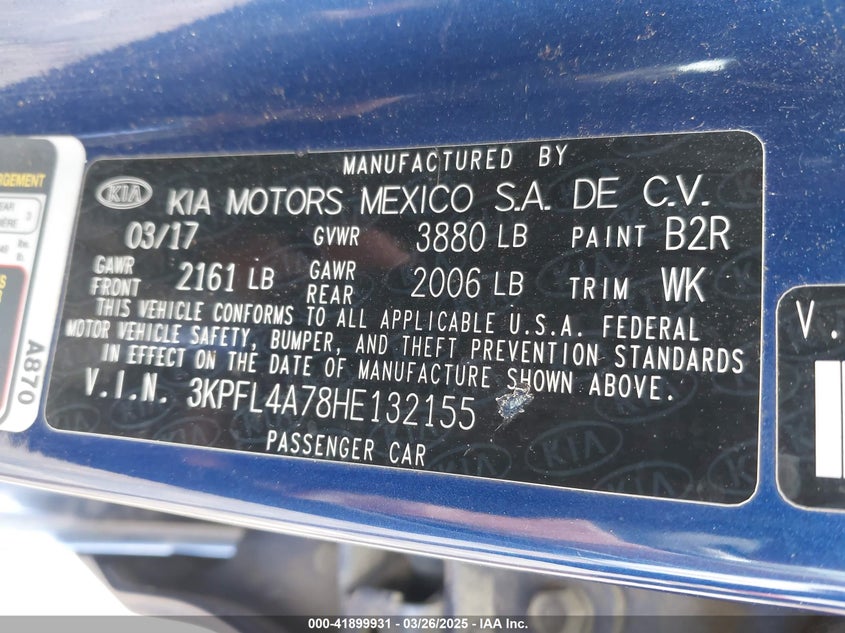 MANUFACTURED BY
KIA KIA MOTORS MEXICO S.A. DE C.V.
03/17 GVWR 3880 LB PAINT B2R
GAWR FRONT 2161 LB GAWR REAR 2006 LB TRIM WK
THIS VEHICLE CONFORMS TO ALL APPLICABLE U.S.A. FEDERAL
MOTOR VEHICLE SAFETY, BUMPER, AND THEFT PREVENTION STANDARDS
IN EFFECT ON THE DATE OF MANUFACTURE SHOWN ABOVE.
V.I.N. 3KPFL4A78HE132155
PASSENGER CAR
A870
V.
000-41899931 - 03/26/2025 - IAA Inc.